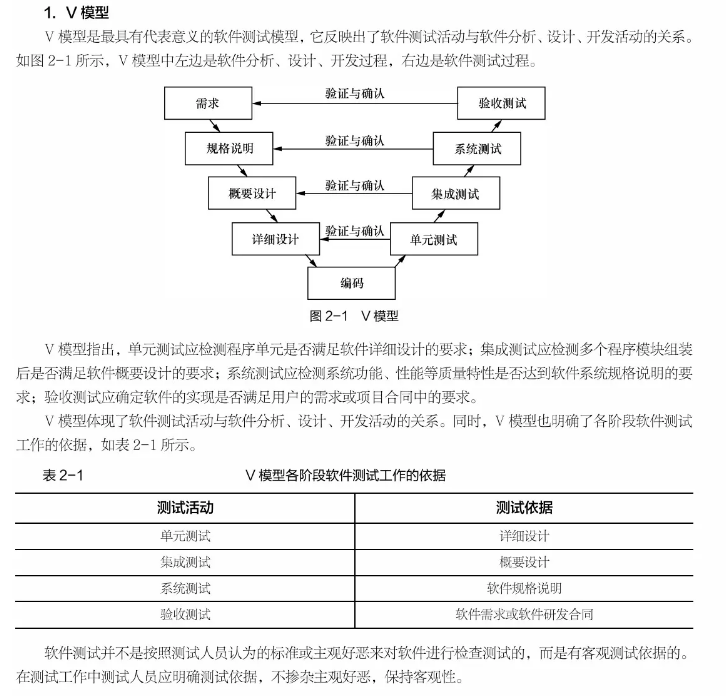 1. V 模型
V 模型是最具有代表意义的软件测试模型，它反映出了软件测试活动与软件分析、设计、开发活动的关系。
如图 2-1 所示，V 模型中左边是软件分析、设计、开发过程，右边是软件测试过程。
需求 验证与确认 验收测试
规格说明 验证与确认 系统测试
概要设计 验证与确认 集成测试
详细设计 验证与确认 单元测试
编码
图 2-1 V 模型
V 模型指出，单元测试应检测程序单元是否满足软件详细设计的要求；集成测试应检测多个程序模块组装
后是否满足软件概要设计的要求；系统测试应检测系统功能、性能等质量特性是否达到软件系统规格说明的要
求；验收测试应确定软件的实现是否满足用户的需求或项目合同中的要求。
V 模型体现了软件测试活动与软件分析、设计、开发活动的关系。同时，V 模型也明确了各阶段软件测试
工作的依据，如表 2-1 所示。
表 2-1 V 模型各阶段软件测试工作的依据
测试活动 测试依据
单元测试 详细设计
集成测试 概要设计
系统测试 软件规格说明
验收测试 软件需求或软件研发合同
软件测试并不是按照测试人员认为的标准或主观好恶来对软件进行检查测试的，而是有客观测试依据的。
在测试工作中测试人员应明确测试依据，不掺杂主观好恶，保持客观性。